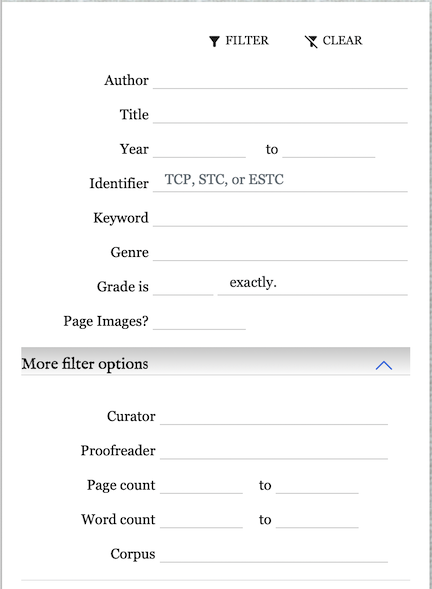 FILTER CLEAR
Author
Title
Year to
Identifier TCP, STC, or ESTC
Keyword
Genre
Grade is exactly.
Page Images?
More filter options
Curator
Proofreader
Page count to
Word count to
Corpus